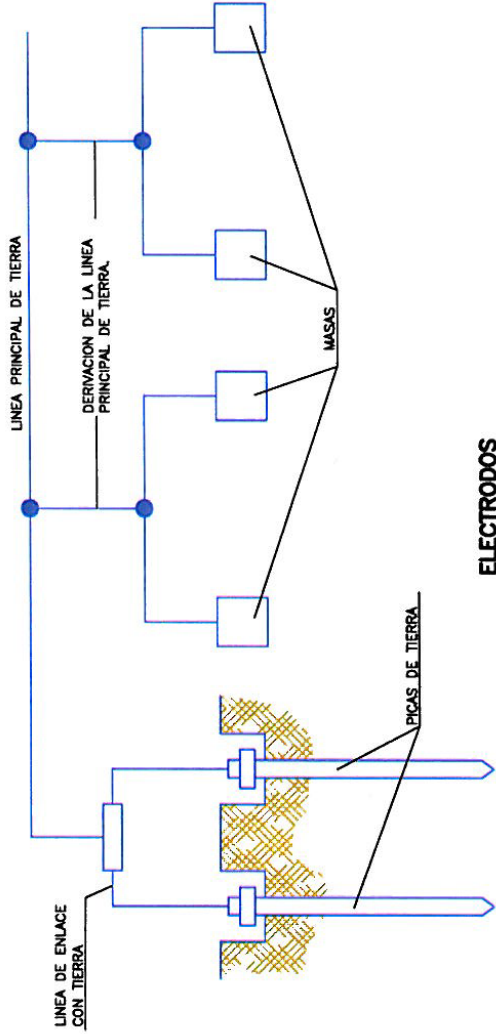 LINEA PRINCIPAL DE TIERRA
DERIVACION DE LA LINEA
PRINCIPAL DE TIERRA.
LINEA DE ENLACE
CON TIERRA
MASAS
PICAS DE TIERRA
ELECTRODOS